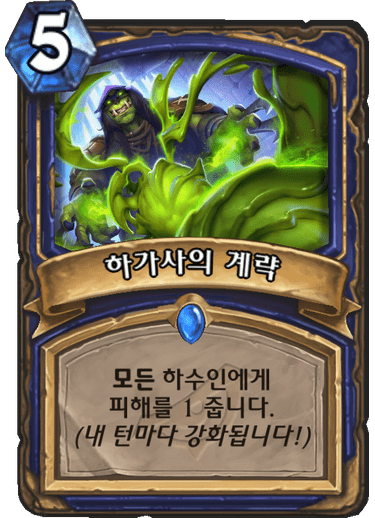 5
하가사의 계략
모든 하수인에게
피해를 1 줍니다.
(내 턴마다 강화됩니다!)